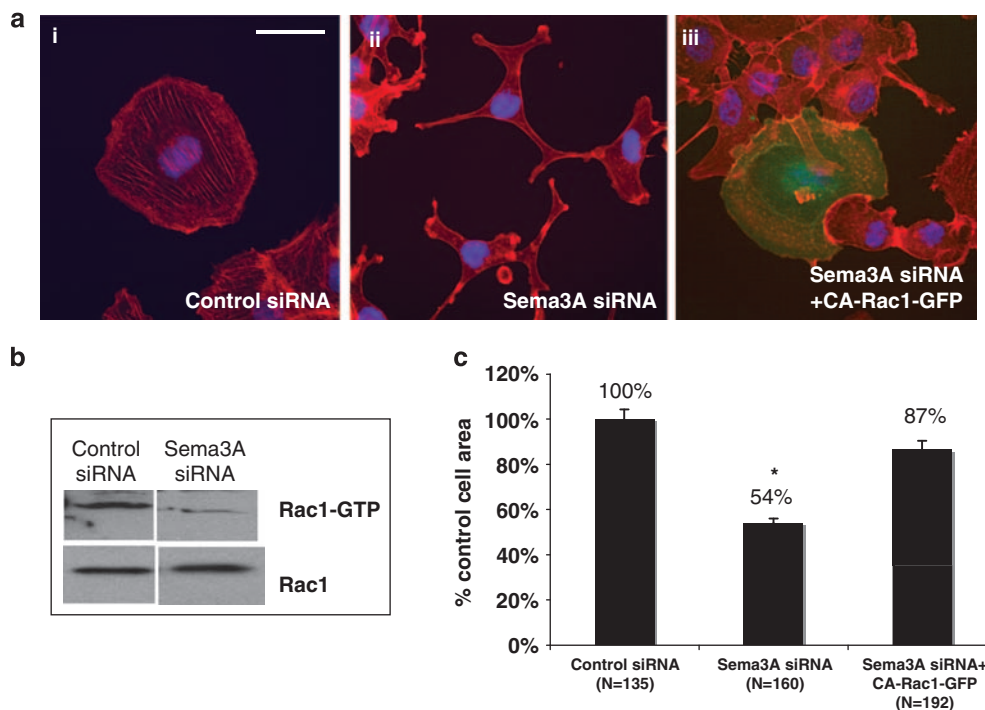 a
i
ii
iii
Control siRNA
Sema3A siRNA
Sema3A siRNA
+CA-Rac1-GFP
b
Control
siRNA
Sema3A
siRNA
Rac1-GTP
Rac1
c
% control cell area
120%
100%
80%
60%
40%
20%
0%
100%
*
54%
87%
Control siRNA
(N=135)
Sema3A siRNA
(N=160)
Sema3A siRNA+
CA-Rac1-GFP
(N=192)